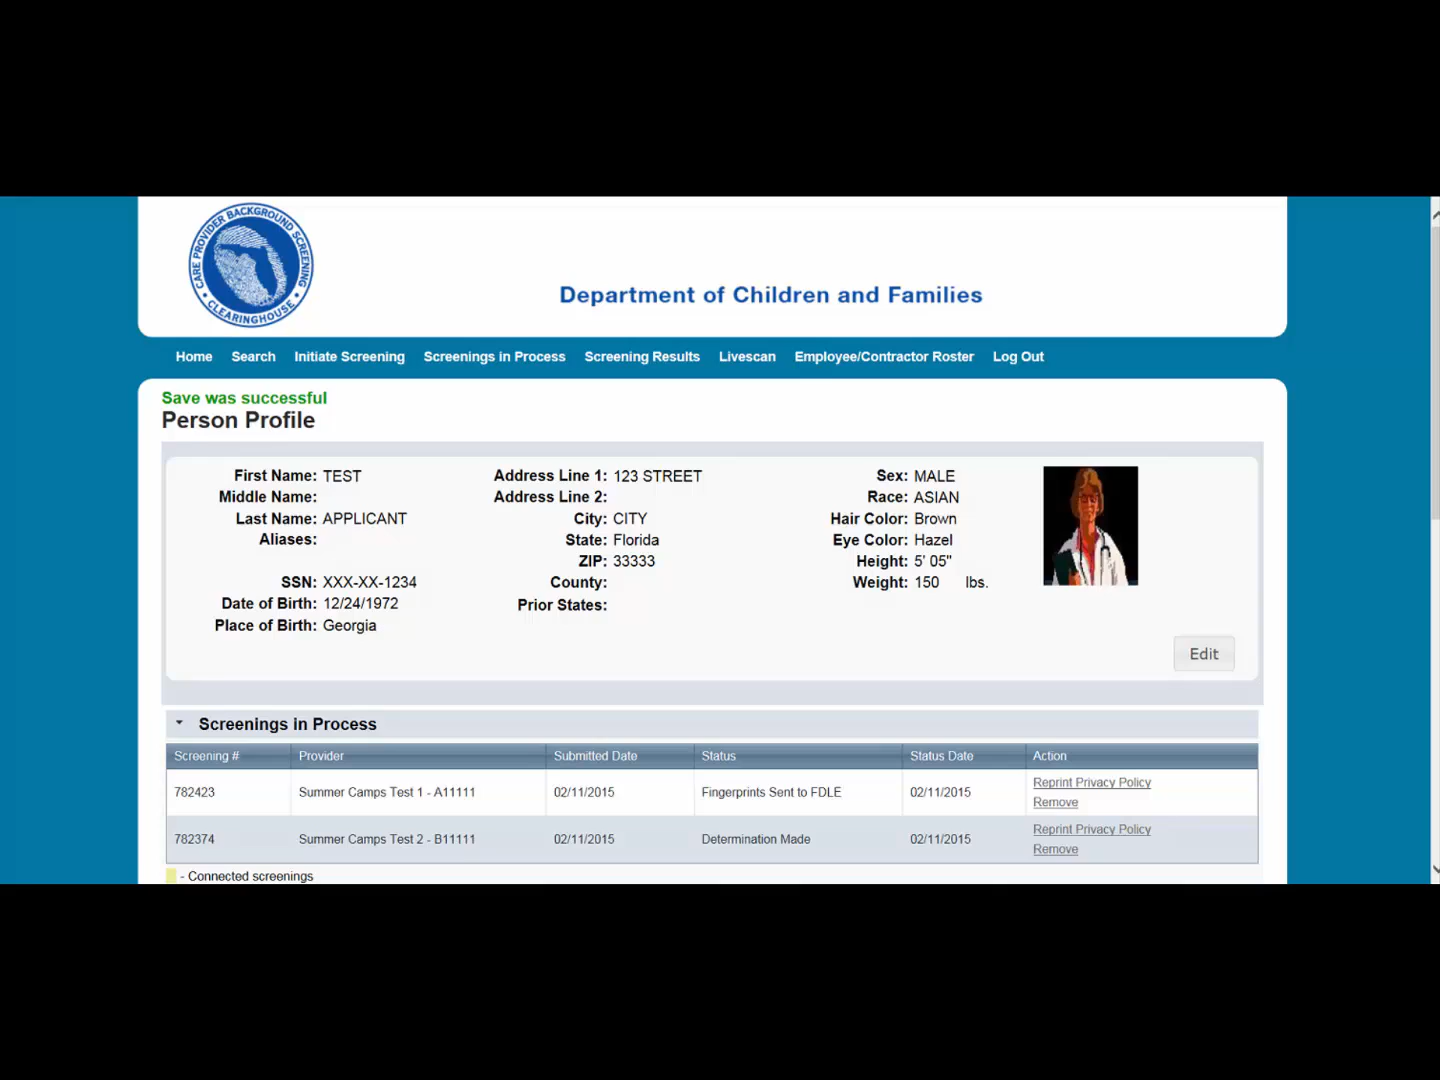 CARE PROVIDER BACKGROUND SCREENING
• CLEARINGHOUSE •
Department of Children and Families
Home Search Initiate Screening Screenings in Process Screening Results Livescan Employee/Contractor Roster Log Out
Save was successful
Person Profile
First Name: TEST Address Line 1: 123 STREET Sex: MALE
Middle Name: Address Line 2: Race: ASIAN
Last Name: APPLICANT City: CITY Hair Color: Brown
Aliases: State: Florida Eye Color: Hazel
ZIP: 33333 Height: 5' 05"
SSN: XXX-XX-1234 County: Weight: 150 lbs.
Date of Birth: 12/24/1972 Prior States:
Place of Birth: Georgia
Edit
Screenings in Process
Screening # Provider Submitted Date Status Status Date Action
782423 Summer Camps Test 1 - A11111 02/11/2015 Fingerprints Sent to FDLE 02/11/2015 Reprint Privacy Policy
Remove
782374 Summer Camps Test 2 - B11111 02/11/2015 Determination Made 02/11/2015 Reprint Privacy Policy
Remove
- Connected screenings